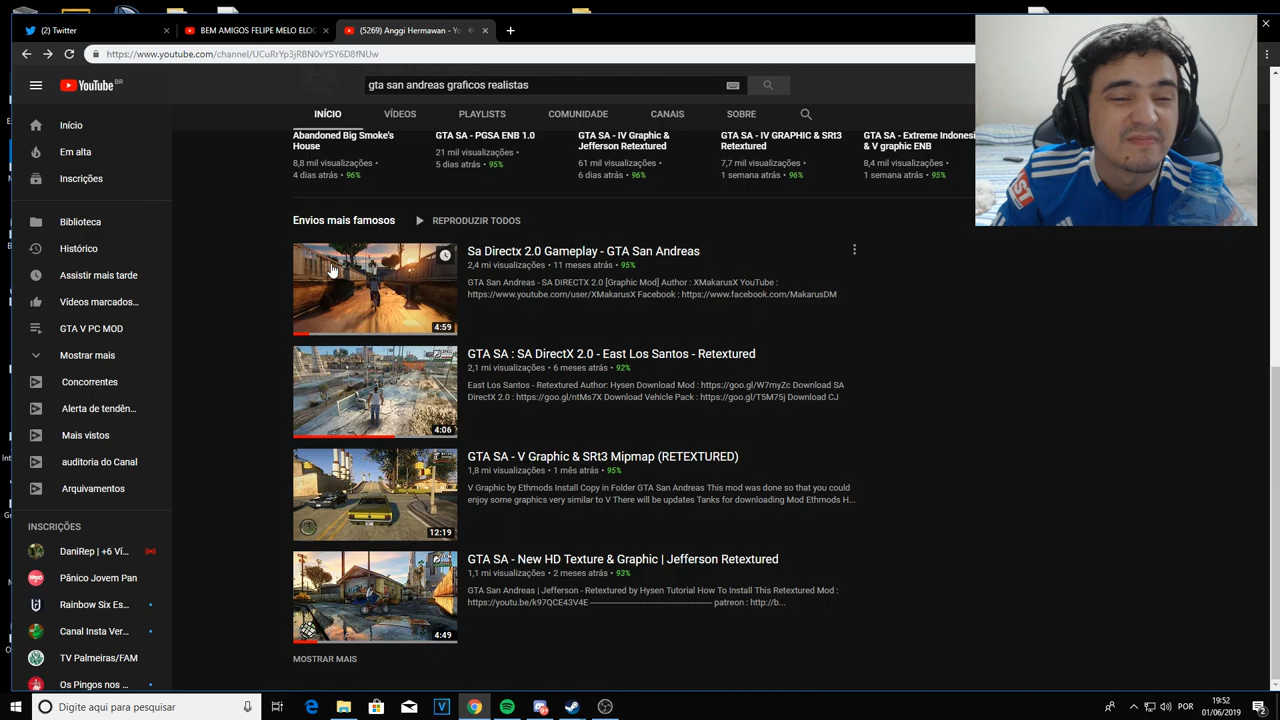 (2) Twitter
BEM AMIGOS FELIPE MELO ELO
(5269) Anggi Hermawan - Yo
https://www.youtube.com/channel/UCuRrYp3jRBN0vYSY6D8fNUw
YouTube BR
gta san andreas graficos realistas
INÍCIO VÍDEOS PLAYLISTS COMUNIDADE CANAIS SOBRE
Início
Em alta
Inscrições
Biblioteca
Histórico
Assistir mais tarde
Vídeos marcados...
GTA V PC MOD
Mostrar mais
Concorrentes
Alerta de tendên...
Mais vistos
auditoria do Canal
Arquivamentos
INSCRIÇÕES
DaniRep | +6 Ví...
Pânico Jovem Pan
Rainbow Six Es...
Canal Insta Ver...
TV Palmeiras/FAM
Os Pingos nos ...
Abandoned Big Smoke's
House
8,8 mil visualizações •
4 dias atrás • 96%
GTA SA - PGSA ENB 1.0
21 mil visualizações •
5 dias atrás • 95%
GTA SA - IV Graphic &
Jefferson Retextured
61 mil visualizações •
6 dias atrás • 96%
GTA SA - IV GRAPHIC & SRt3
Retextured
7,7 mil visualizações •
1 semana atrás • 96%
GTA SA - Extreme Indones
& V graphic ENB
8,4 mil visualizações •
1 semana atrás • 95%
Envios mais famosos REPRODUZIR TODOS
4:59
Sa Directx 2.0 Gameplay - GTA San Andreas
2,4 mi visualizações • 11 meses atrás • 95%
GTA San Andreas - SA DIRECTX 2.0 [Graphic Mod] Author : XMakarusX YouTube :
https://www.youtube.com/user/XMakarusX Facebook : https://www.facebook.com/MakarusDM
4:06
GTA SA : SA DirectX 2.0 - East Los Santos - Retextured
2,1 mi visualizações • 6 meses atrás • 92%
East Los Santos - Retextured Author: Hysen Download Mod : https://goo.gl/W7myZc Download SA
DirectX 2.0 : https://goo.gl/ntMs7X Download Vehicle Pack : https://goo.gl/T5M75j Download CJ
12:19
GTA SA - V Graphic & SRt3 Mipmap (RETEXTURED)
1,8 mi visualizações • 1 mês atrás • 95%
V Graphic by Ethmods Install Copy in Folder GTA San Andreas This mod was done so that you could
enjoy some graphics very similar to V There will be updates Tanks for downloading Mod Ethmods H...
4:49
GTA SA - New HD Texture & Graphic | Jefferson Retextured
1,1 mi visualizações • 2 meses atrás • 93%
GTA San Andreas | Jefferson - Retextured by Hysen Tutorial How To Install This Retextured Mod :
https://youtu.be/k97QCE43V4E ---------------------------------------- patreon : http://b...
MOSTRAR MAIS
Digite aqui para pesquisar
POR
19:52
01/06/2019
2